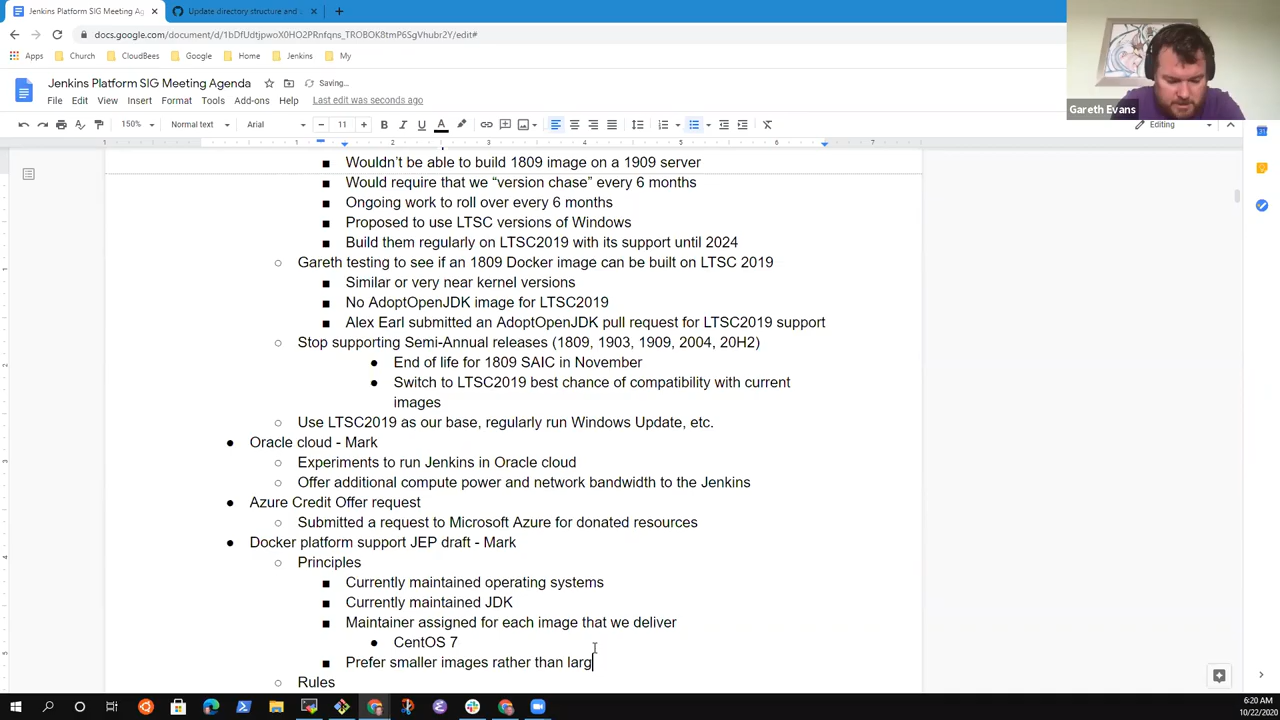 Jenkins Platform SIG Meeting Ag
Update directory structure and
docs.google.com/document/d/1bDfUdtjpwoX0HO2PRnfqns_TROBOK8tmP6SgVhubr2Y/edit#
Apps Church CloudBees Google Home Jenkins My
Jenkins Platform SIG Meeting Agenda
Saving...
File Edit View Insert Format Tools Add-ons Help Last edit was seconds ago
150% Normal text Arial 11 Editing
Gareth Evans
1 1 2 3 4 5 6 7
■ Wouldn't be able to build 1809 image on a 1909 server
■ Would require that we “version chase” every 6 months
■ Ongoing work to roll over every 6 months
■ Proposed to use LTSC versions of Windows
■ Build them regularly on LTSC2019 with its support until 2024
○ Gareth testing to see if an 1809 Docker image can be built on LTSC 2019
■ Similar or very near kernel versions
■ No AdoptOpenJDK image for LTSC2019
■ Alex Earl submitted an AdoptOpenJDK pull request for LTSC2019 support
○ Stop supporting Semi-Annual releases (1809, 1903, 1909, 2004, 20H2)
● End of life for 1809 SAIC in November
● Switch to LTSC2019 best chance of compatibility with current
images
○ Use LTSC2019 as our base, regularly run Windows Update, etc.
● Oracle cloud - Mark
○ Experiments to run Jenkins in Oracle cloud
○ Offer additional compute power and network bandwidth to the Jenkins
● Azure Credit Offer request
○ Submitted a request to Microsoft Azure for donated resources
● Docker platform support JEP draft - Mark
○ Principles
■ Currently maintained operating systems
■ Currently maintained JDK
■ Maintainer assigned for each image that we deliver
● CentOS 7
■ Prefer smaller images rather than larg
○ Rules
6:20 AM
10/22/2020